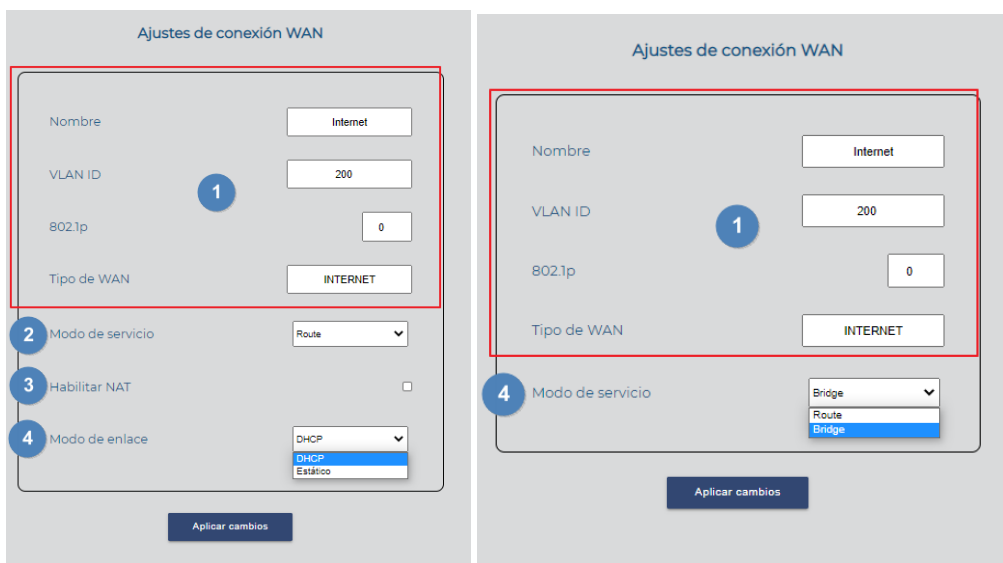 Ajustes de conexión WAN
Nombre Internet
VLAN ID 200
1
802.1p 0
Tipo de WAN INTERNET
2 Modo de servicio Route
3 Habilitar NAT
4 Modo de enlace DHCP
DHCP
Estático
Aplicar cambios
Ajustes de conexión WAN
Nombre Internet
VLAN ID 200
1
802.1p 0
Tipo de WAN INTERNET
4 Modo de servicio Bridge
Route
Bridge
Aplicar cambios